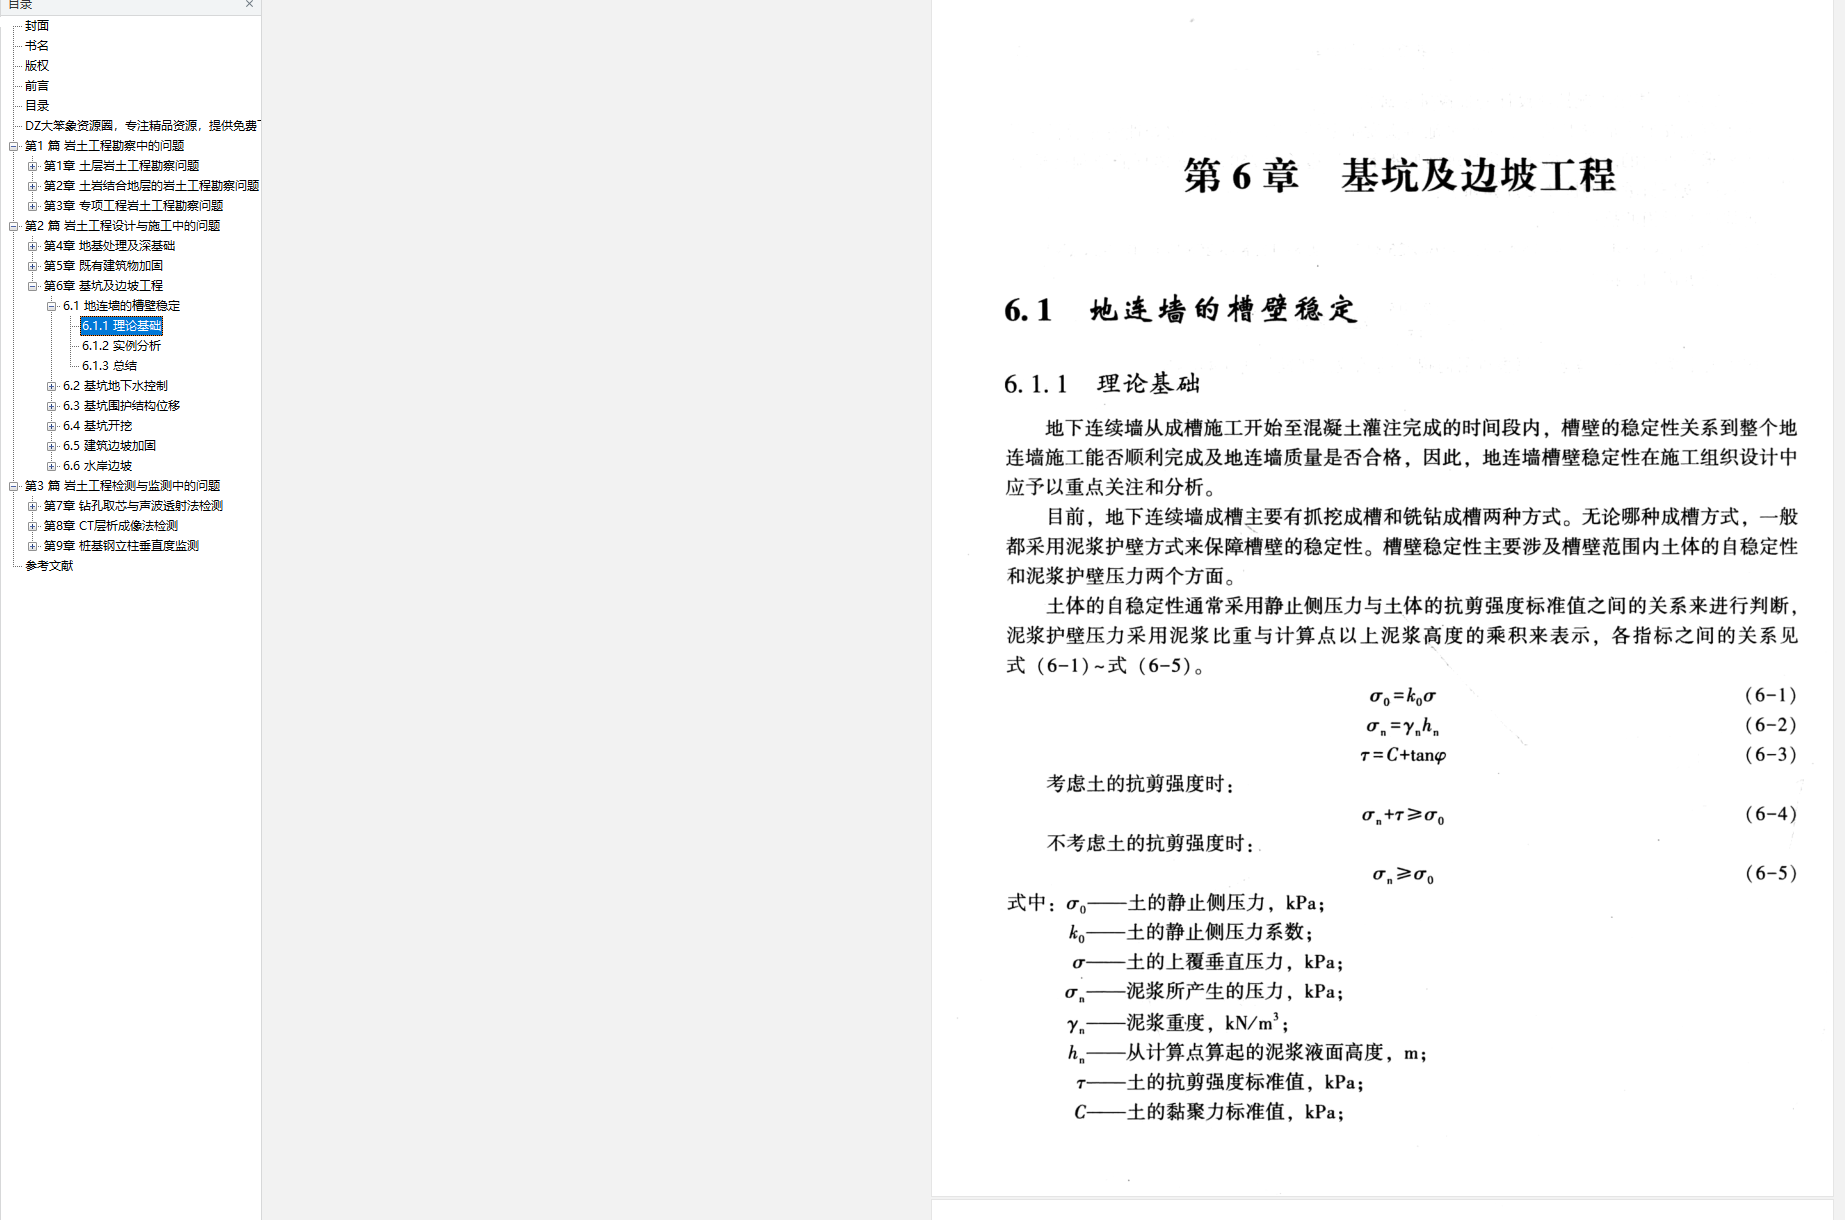 目录
封面
书名
版权
前言
目录
DZ大笨象资源圈，专注精品资源，提供免费
第1 篇 岩土工程勘察中的问题
第1章 土层岩土工程勘察问题
第2章 土岩结合地层的岩土工程勘察问题
第3章 专项工程岩土工程勘察问题
第2 篇 岩土工程设计与施工中的问题
第4章 地基处理及深基础
第5章 既有建筑物加固
第6章 基坑及边坡工程
6.1 地连墙的槽壁稳定
6.1.1 理论基础
6.1.2 实例分析
6.1.3 总结
6.2 基坑地下水控制
6.3 基坑围护结构位移
6.4 基坑开挖
6.5 建筑边坡加固
6.6 水岸边坡
第3 篇 岩土工程检测与监测中的问题
第7章 钻孔取芯与声波透射法检测
第8章 CT层析成像法检测
第9章 桩基钢立柱垂直度监测
参考文献
第 6 章　基坑及边坡工程
6. 1　地连墙的槽壁稳定
6. 1. 1　理论基础
地下连续墙从成槽施工开始至混凝土灌注完成的时间段内，槽壁的稳定性关系到整个地
连墙施工能否顺利完成及地连墙质量是否合格，因此，地连墙槽壁稳定性在施工组织设计中
应予以重点关注和分析。
目前，地下连续墙成槽主要有抓挖成槽和铣钻成槽两种方式。无论哪种成槽方式，一般
都采用泥浆护壁方式来保障槽壁的稳定性。槽壁稳定性主要涉及槽壁范围内土体的自稳定性
和泥浆护壁压力两个方面。
土体的自稳定性通常采用静止侧压力与土体的抗剪强度标准值之间的关系来进行判断，
泥浆护壁压力采用泥浆比重与计算点以上泥浆高度的乘积来表示，各指标之间的关系见
式（6-1）~式（6-5）。
σ₀=k₀σ （6-1）
σₙ=γₙhₙ （6-2）
τ=C+tanφ （6-3）
考虑土的抗剪强度时：
σₙ+τ≥σ₀ （6-4）
不考虑土的抗剪强度时：
σₙ≥σ₀ （6-5）
式中：σ₀——土的静止侧压力，kPa；
k₀——土的静止侧压力系数；
σ——土的上覆垂直压力，kPa；
σₙ——泥浆所产生的压力，kPa；
γₙ——泥浆重度，kN/m³；
hₙ——从计算点算起的泥浆液面高度，m；
τ——土的抗剪强度标准值，kPa；
C——土的黏聚力标准值，kPa；